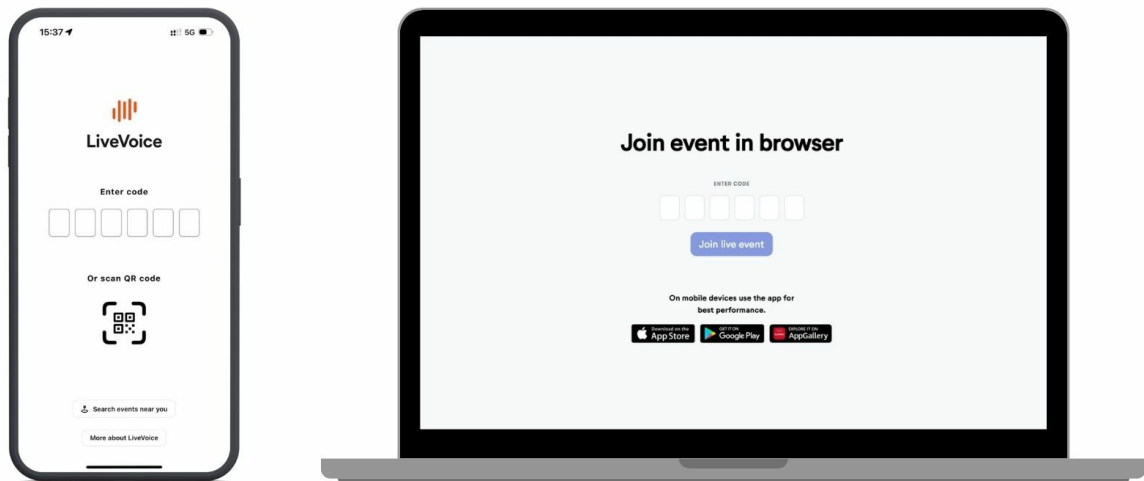 15:37
5G
LiveVoice
Enter code
Or scan QR code
Search events near you
More about LiveVoice
Join event in browser
ENTER CODE
Join live event
On mobile devices use the app for
best performance.
Download on the
App Store
GET IT ON
Google Play
EXPLORE IT ON
AppGallery